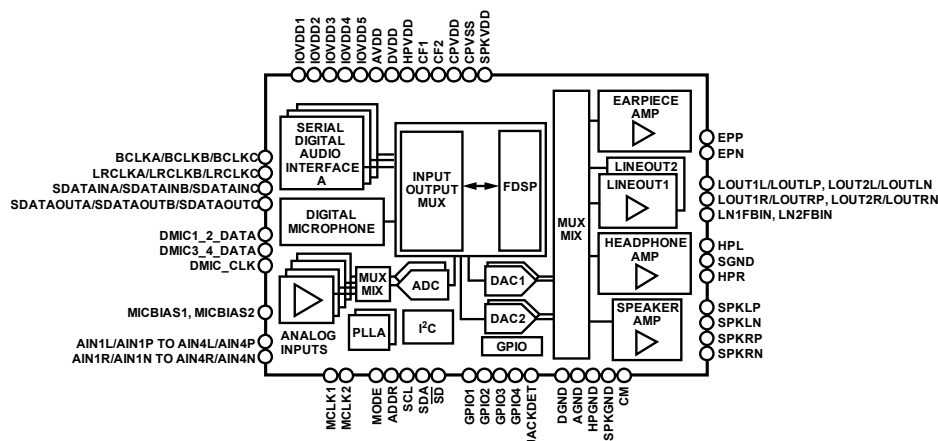 IOVDD1
IOVDD2
IOVDD3
IOVDD4
IOVDD5
AVDD
DVDD
HPVDD
CF1
CF2
CPVDD
CPVSS
SPKVDD
BCLKA/BCLKB/BCLKC
LRCLKA/LRCLKB/LRCLKC
SDATAINA/SDATAINB/SDATAINC
SDATAOUTA/SDATAOUTB/SDATAOUTC
DMIC1_2_DATA
DMIC3_4_DATA
DMIC_CLK
MICBIAS1, MICBIAS2
AIN1L/AIN1P TO AIN4L/AIN4P
AIN1R/AIN1N TO AIN4R/AIN4N
SERIAL
DIGITAL
AUDIO
INTERFACE
A
DIGITAL
MICROPHONE
ANALOG
INPUTS
MUX
MIX
ADC
PLLA
I²C
INPUT
OUTPUT
MUX
FDSP
DAC1
DAC2
GPIO
MUX
MIX
EARPIECE
AMP
LINEOUT2
LINEOUT1
HEADPHONE
AMP
SPEAKER
AMP
EPP
EPN
LOUT1L/LOUTLP, LOUT2L/LOUTLN
LOUT1R/LOUTRP, LOUT2R/LOUTRN
LN1FBIN, LN2FBIN
HPL
SGND
HPR
SPKLP
SPKLN
SPKRP
SPKRN
MCLK1
MCLK2
MODE
ADDR
SCL
SDA
SD
GPIO1
GPIO2
GPIO3
GPIO4
JACKDET
DGND
AGND
HPGND
SPKGND
CM